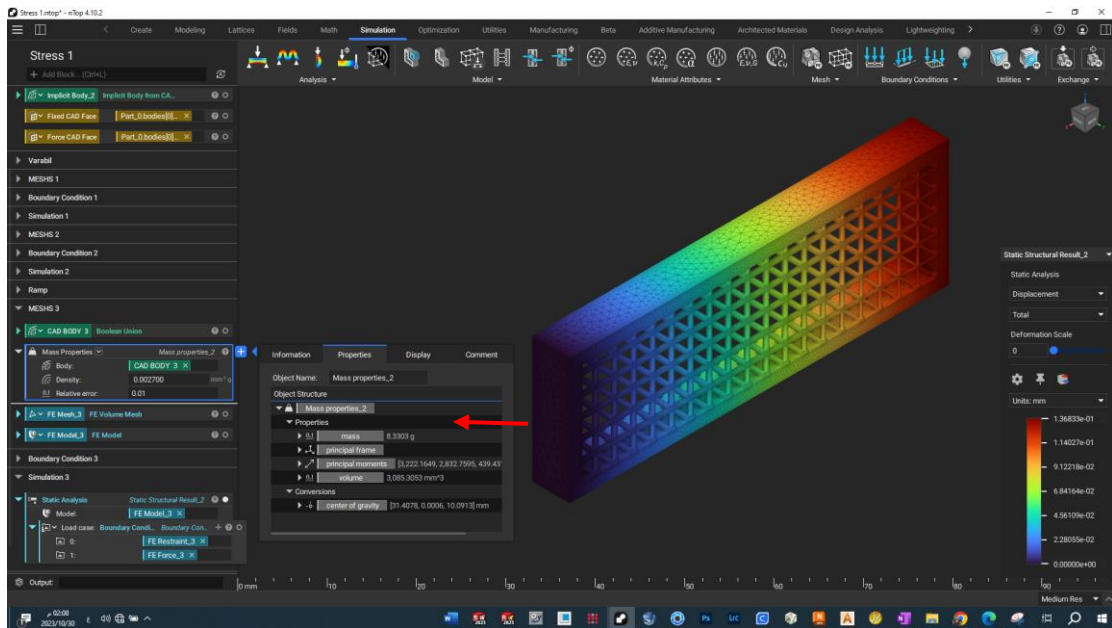 Stress 1.ntop* - nTop 4.10.2
Create Modeling Lattices Fields Math Simulation Optimization Utilities Manufacturing Beta Additive Manufacturing Architected Materials Design Analysis Lightweighting
Stress 1
+ Add Block... (Ctrl+L)
Analysis Model Material Attributes Mesh Boundary Conditions Utilities Exchange
Implicit Body_2 Implicit Body from CA...
Fixed CAD Face Part_0.bodies[0]...
Force CAD Face Part_0.bodies[0]...
Varabil
MESHS 1
Boundary Condition 1
Simulation 1
MESHS 2
Boundary Condition 2
Simulation 2
Ramp
MESHS 3
CAD BODY 3 Boolean Union
Mass Properties Mass properties_2
Body: CAD BODY 3
Density: 0.002700
Relative error: 0.01
FE Mesh_3 FE Volume Mesh
FE Model_3 FE Model
Boundary Condition 3
Simulation 3
Static Analysis Static Structural Result_2
Model: FE Model_3
Load case: Boundary Condi... Boundary Con...
0: FE Restraint_3
1: FE Force_3
Output:
Information Properties Display Comment
Object Name: Mass properties_2
Object Structure
Mass properties_2
Properties
0.1 mass 8.3303 g
principal frame
principal moments [3,222.1649, 2,832.7595, 439.43
0.1 volume 3,085.3053 mm^3
Conversions
center of gravity [31.4078, 0.0006, 10.0913] mm
Static Structural Result_2
Static Analysis
Displacement
Total
Deformation Scale
0
Units: mm
1.36833e-01
1.14027e-01
9.12218e-02
6.84164e-02
4.56109e-02
2.28055e-02
0.00000e+00
0 mm 10 20 30 40 50 60 70 80 90
Medium Res
02:08
2023/10/30